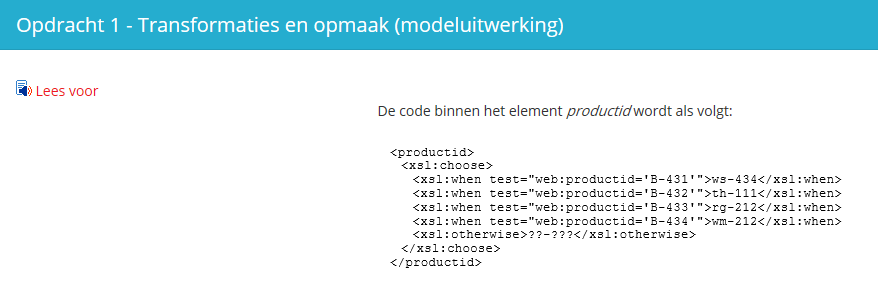 Opdracht 1 - Transformaties en opmaak (modeluitwerking)
Lees voor
De code binnen het element productid wordt als volgt:
<productid>
  <xsl:choose>
    <xsl:when test="web:productid='B-431'">ws-434</xsl:when>
    <xsl:when test="web:productid='B-432'">th-111</xsl:when>
    <xsl:when test="web:productid='B-433'">rg-212</xsl:when>
    <xsl:when test="web:productid='B-434'">wm-212</xsl:when>
    <xsl:otherwise>??-???</xsl:otherwise>
  </xsl:choose>
</productid>